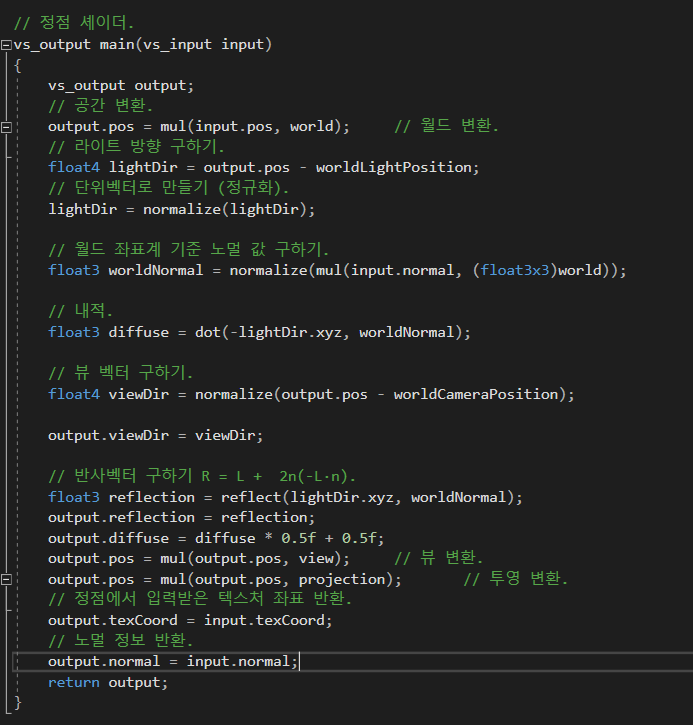 // 정점 셰이더.
vs_output main(vs_input input)
{
    vs_output output;
    // 공간 변환.
    output.pos = mul(input.pos, world);     // 월드 변환.
    // 라이트 방향 구하기.
    float4 lightDir = output.pos - worldLightPosition;
    // 단위벡터로 만들기 (정규화).
    lightDir = normalize(lightDir);

    // 월드 좌표계 기준 노멀 값 구하기.
    float3 worldNormal = normalize(mul(input.normal, (float3x3)world));

    // 내적.
    float3 diffuse = dot(-lightDir.xyz, worldNormal);

    // 뷰 벡터 구하기.
    float4 viewDir = normalize(output.pos - worldCameraPosition);

    output.viewDir = viewDir;

    // 반사벡터 구하기 R = L +  2n(-L·n).
    float3 reflection = reflect(lightDir.xyz, worldNormal);
    output.reflection = reflection;
    output.diffuse = diffuse * 0.5f + 0.5f;
    output.pos = mul(output.pos, view);     // 뷰 변환.
    output.pos = mul(output.pos, projection);       // 투영 변환.
    // 정점에서 입력받은 텍스처 좌표 반환.
    output.texCoord = input.texCoord;
    // 노멀 정보 반환.
    output.normal = input.normal;
    return output;
}